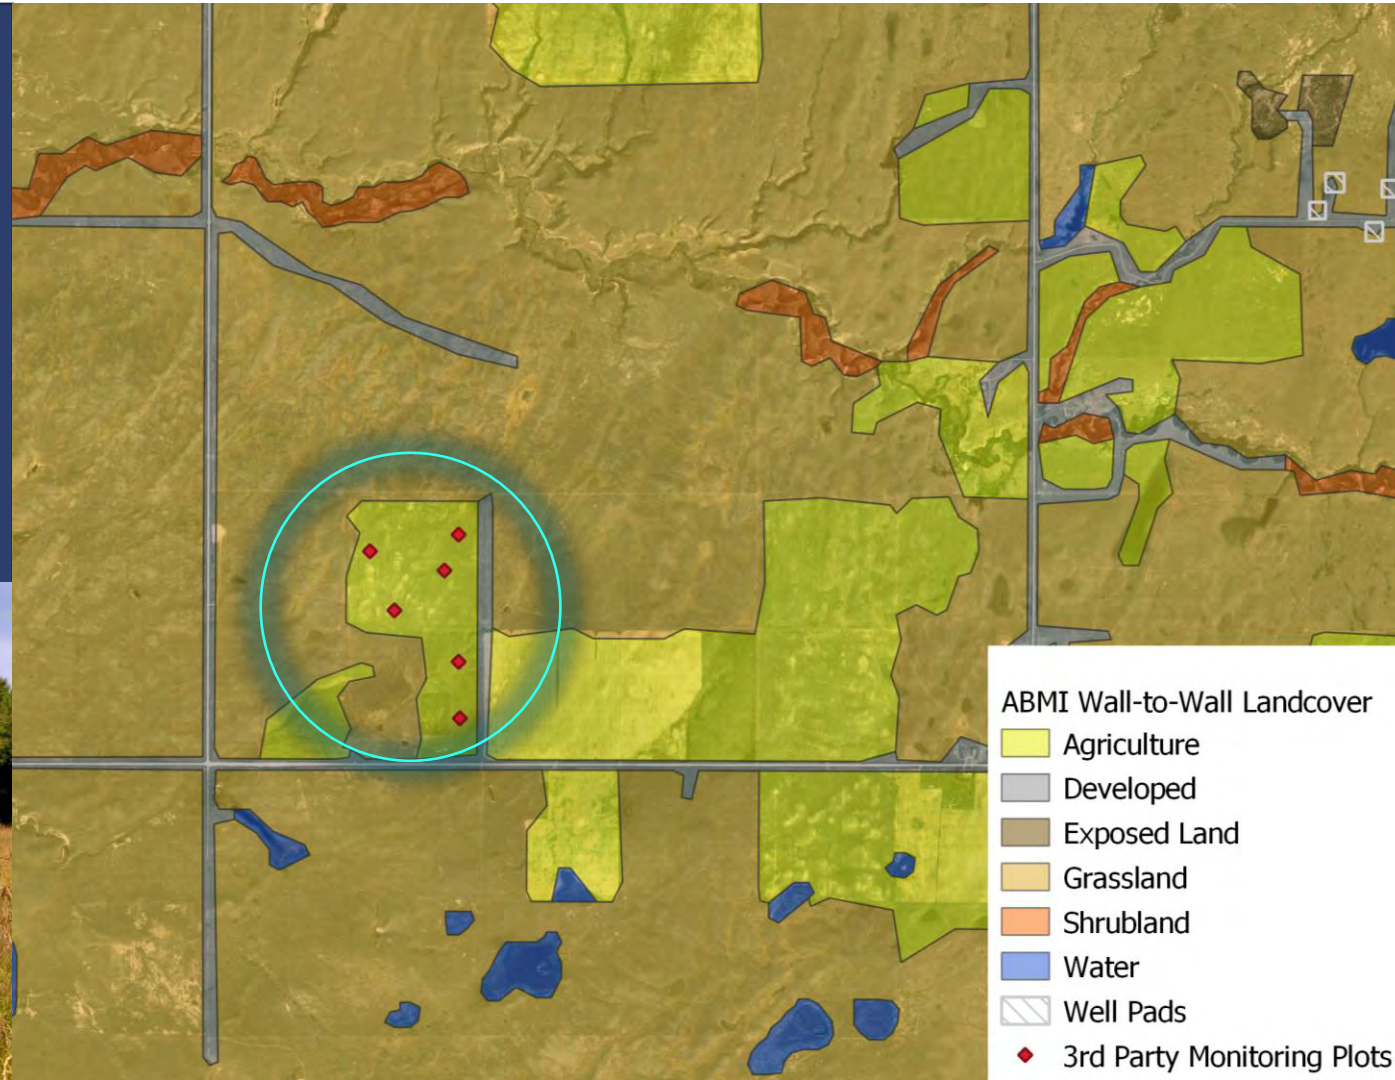 ABMI Wall-to-Wall Landcover
Agriculture
Developed
Exposed Land
Grassland
Shrubland
Water
Well Pads
3rd Party Monitoring Plots